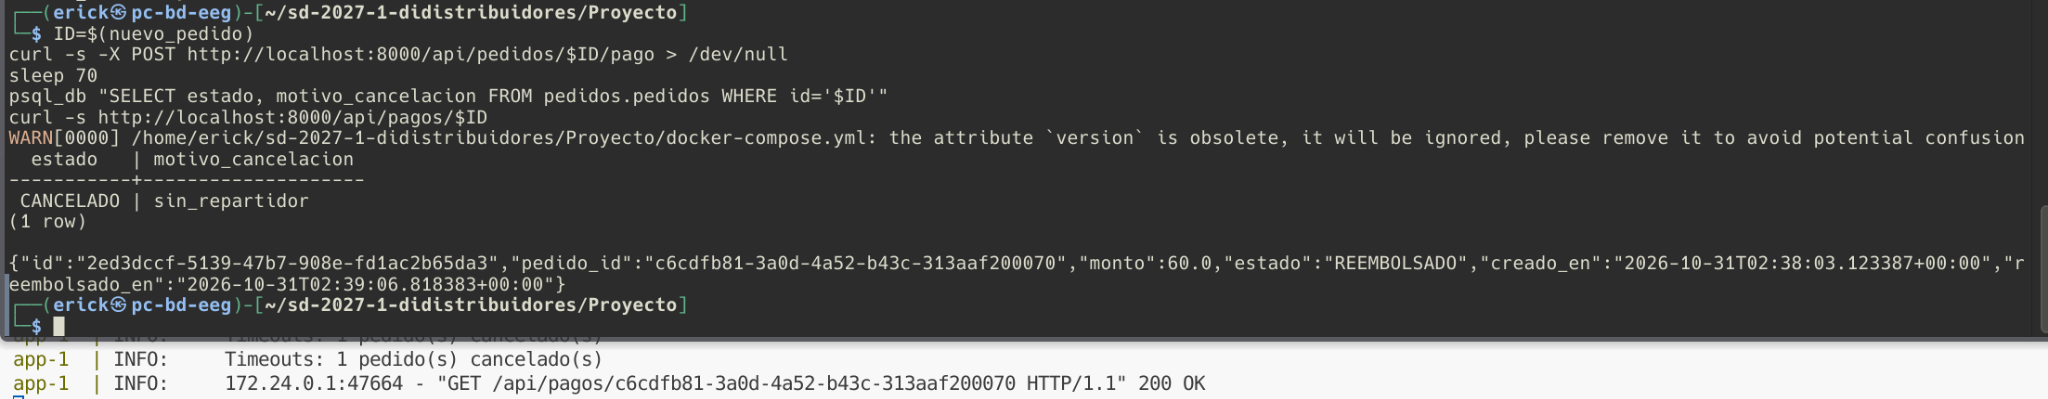 ┌──(erick㉿pc-bd-eeg)-[~/sd-2027-1-didistribuidores/Proyecto]
└─$ ID=$(nuevo_pedido)
curl -s -X POST http://localhost:8000/api/pedidos/$ID/pago > /dev/null
sleep 70
psql_db "SELECT estado, motivo_cancelacion FROM pedidos.pedidos WHERE id='$ID'"
curl -s http://localhost:8000/api/pagos/$ID
WARN[0000] /home/erick/sd-2027-1-didistribuidores/Proyecto/docker-compose.yml: the attribute `version` is obsolete, it will be ignored, please remove it to avoid potential confusion
  estado   | motivo_cancelacion
-----------+--------------------
 CANCELADO | sin_repartidor
(1 row)
{"id":"2ed3dccf-5139-47b7-908e-fd1ac2b65da3","pedido_id":"c6cdfb81-3a0d-4a52-b43c-313aaf200070","monto":60.0,"estado":"REEMBOLSADO","creado_en":"2026-10-31T02:38:03.123387+00:00","r
eembolsado_en":"2026-10-31T02:39:06.818383+00:00"}
┌──(erick㉿pc-bd-eeg)-[~/sd-2027-1-didistribuidores/Proyecto]
└─$
app-1  | INFO:     Timeouts: 1 pedido(s) cancelado(s)
app-1  | INFO:     Timeouts: 1 pedido(s) cancelado(s)
app-1  | INFO:     172.24.0.1:47664 - "GET /api/pagos/c6cdfb81-3a0d-4a52-b43c-313aaf200070 HTTP/1.1" 200 OK